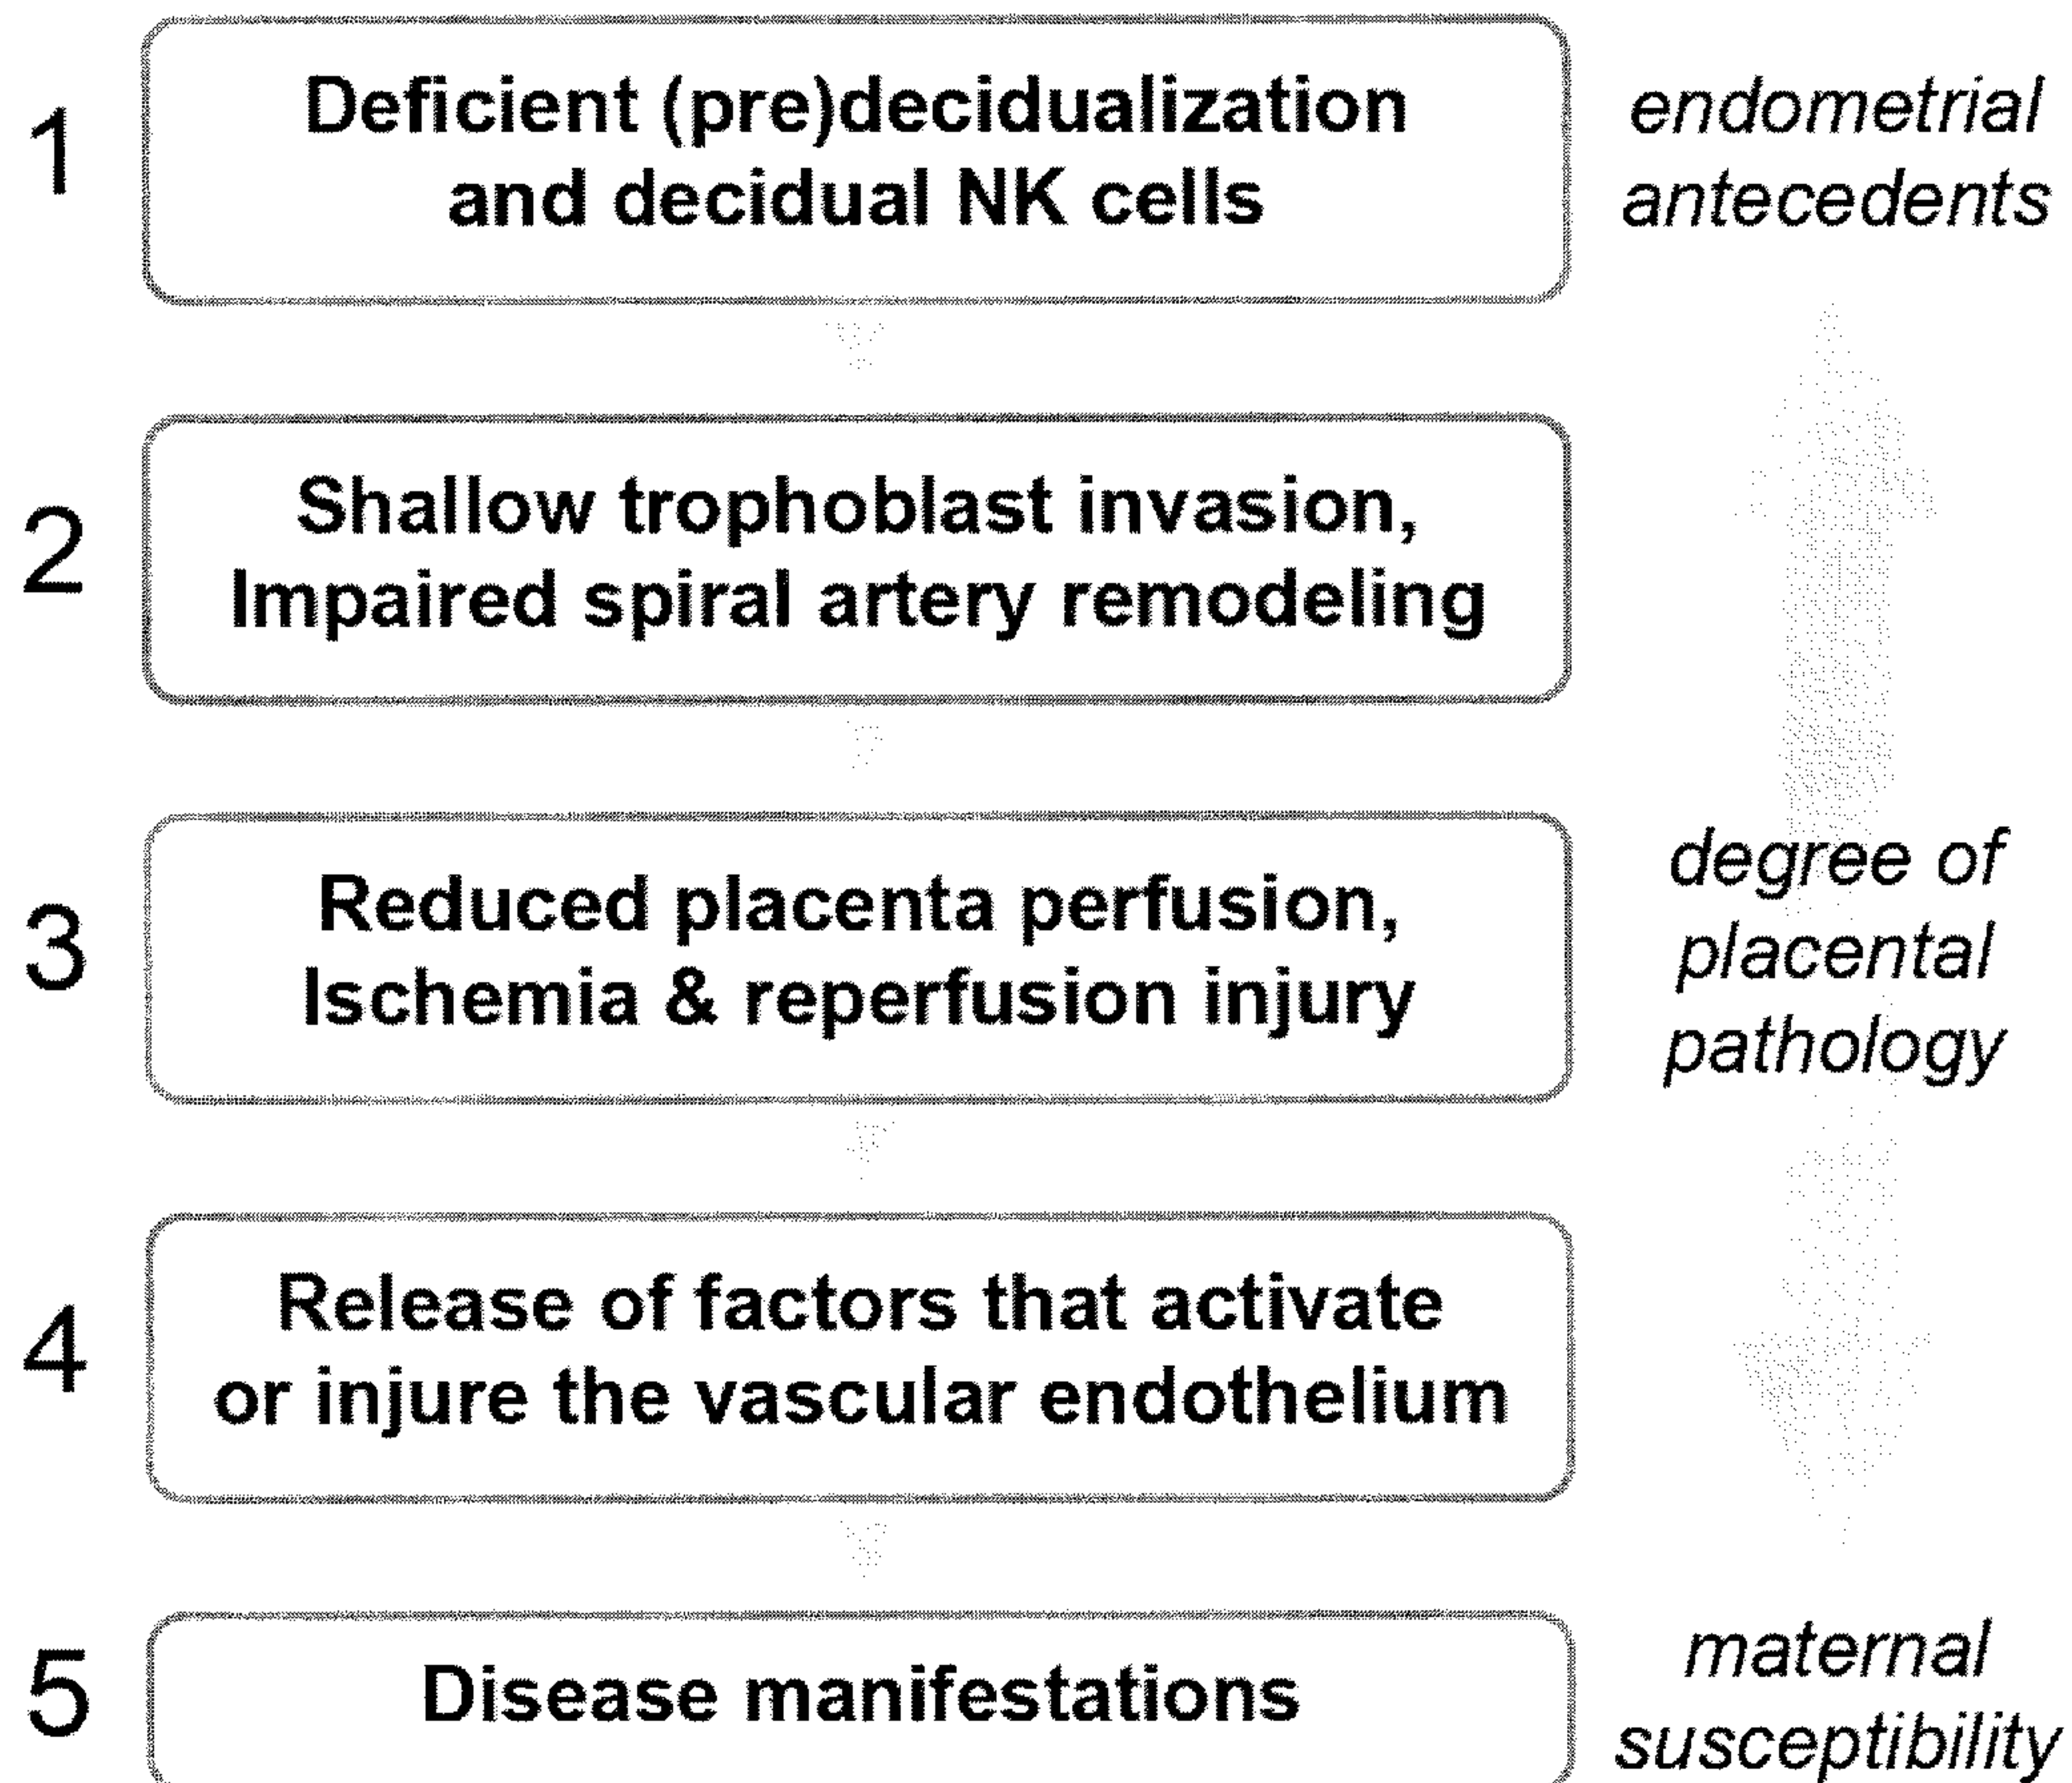 1
Deficient (pre)decidualization
and decidual NK cells
endometrial
antecedents
2
Shallow trophoblast invasion,
Impaired spiral artery remodeling
3
Reduced placenta perfusion,
Ischemia & reperfusion injury
degree of
placental
pathology
4
Release of factors that activate
or injure the vascular endothelium
5
Disease manifestations
maternal
susceptibility